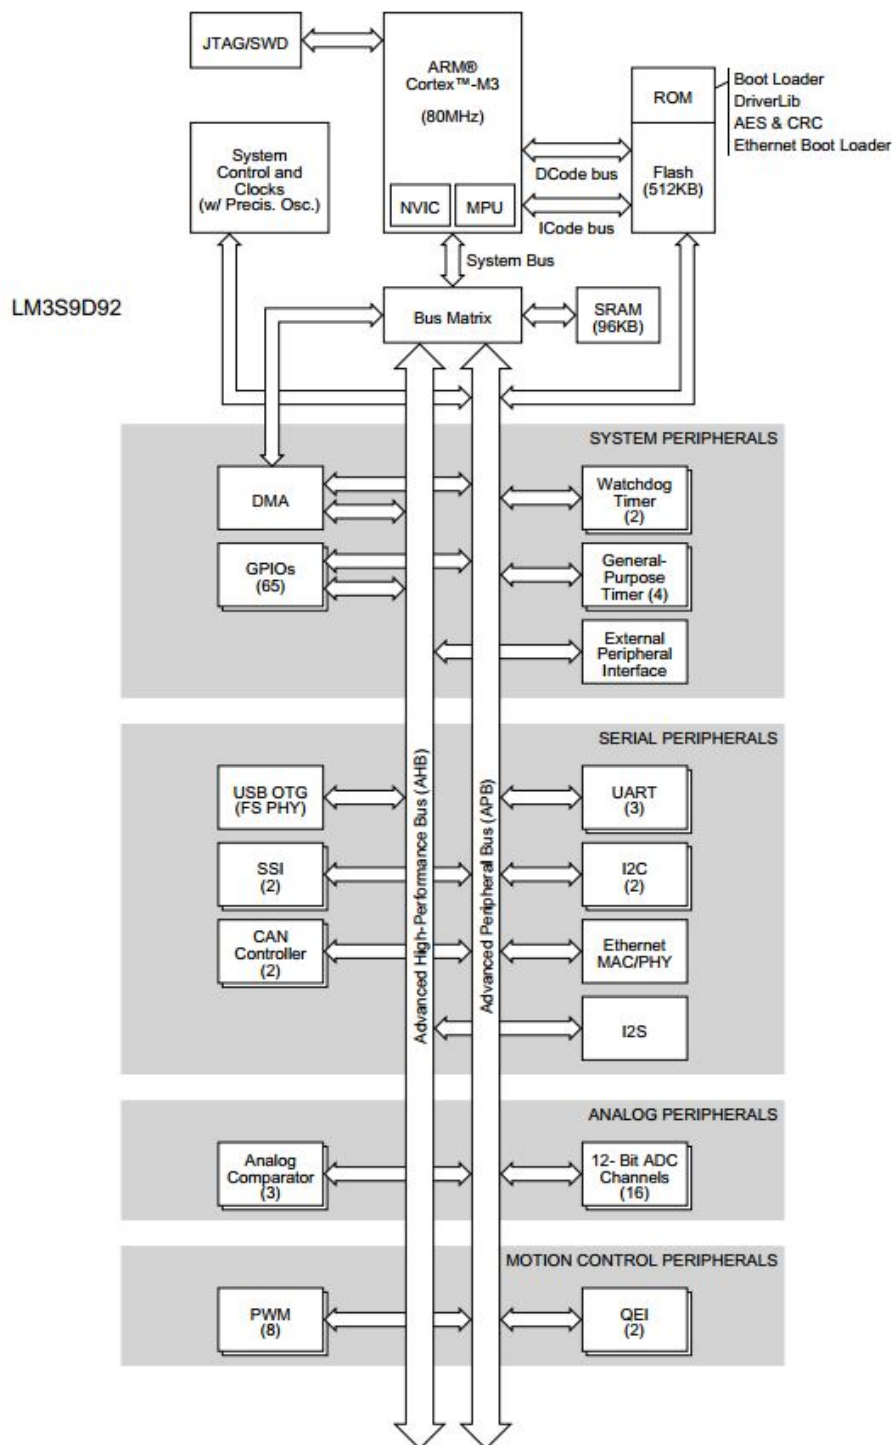 JTAG/SWD
ARM®
Cortex™-M3
(80MHz)
NVIC
MPU
ROM
Flash
(512KB)
Boot Loader
DriverLib
AES & CRC
Ethernet Boot Loader
DCode bus
ICode bus
System
Control and
Clocks
(w/ Precis. Osc.)
System Bus
LM3S9D92
Bus Matrix
SRAM
(96KB)
SYSTEM PERIPHERALS
DMA
Watchdog
Timer
(2)
GPIOs
(65)
General-
Purpose
Timer (4)
External
Peripheral
Interface
Advanced High-Performance Bus (AHB)
Advanced Peripheral Bus (APB)
SERIAL PERIPHERALS
USB OTG
(FS PHY)
UART
(3)
SSI
(2)
I2C
(2)
CAN
Controller
(2)
Ethernet
MAC/PHY
I2S
ANALOG PERIPHERALS
Analog
Comparator
(3)
12- Bit ADC
Channels
(16)
MOTION CONTROL PERIPHERALS
PWM
(8)
QEI
(2)